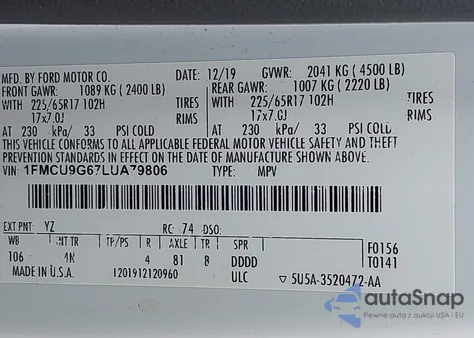 MFD. BY FORD MOTOR CO.
DATE: 12/19 GVWR: 2041 KG (4500 LB)
FRONT GAWR: 1089 KG (2400 LB)
REAR GAWR: 1007 KG (2220 LB)
WITH 225/65R17 102H TIRES
WITH 225/65R17 102H TIRES
17x7.0J RIMS
17x7.0J RIMS
AT 230 kPa/ 33 PSI COLD
AT 230 kPa/ 33 PSI COLD
THIS VEHICLE CONFORMS TO ALL APPLICABLE FEDERAL MOTOR VEHICLE SAFETY AND THEFT
PREVENTION STANDARDS IN EFFECT ON THE DATE OF MANUFACTURE SHOWN ABOVE.
VIN: 1FMCU9G67LUA79806 TYPE: MPV
EXT PNT: YZ RC: 74 DSO:
WB INT TR TP/PS R AXLE TR SPR F0156
106 4N 4 81 8 DDDD T0141
MADE IN U.S.A. 1201912120960 ULC ▽ 5U5A-3520472-AA
autoSnap
Pewne auta z USA - EU